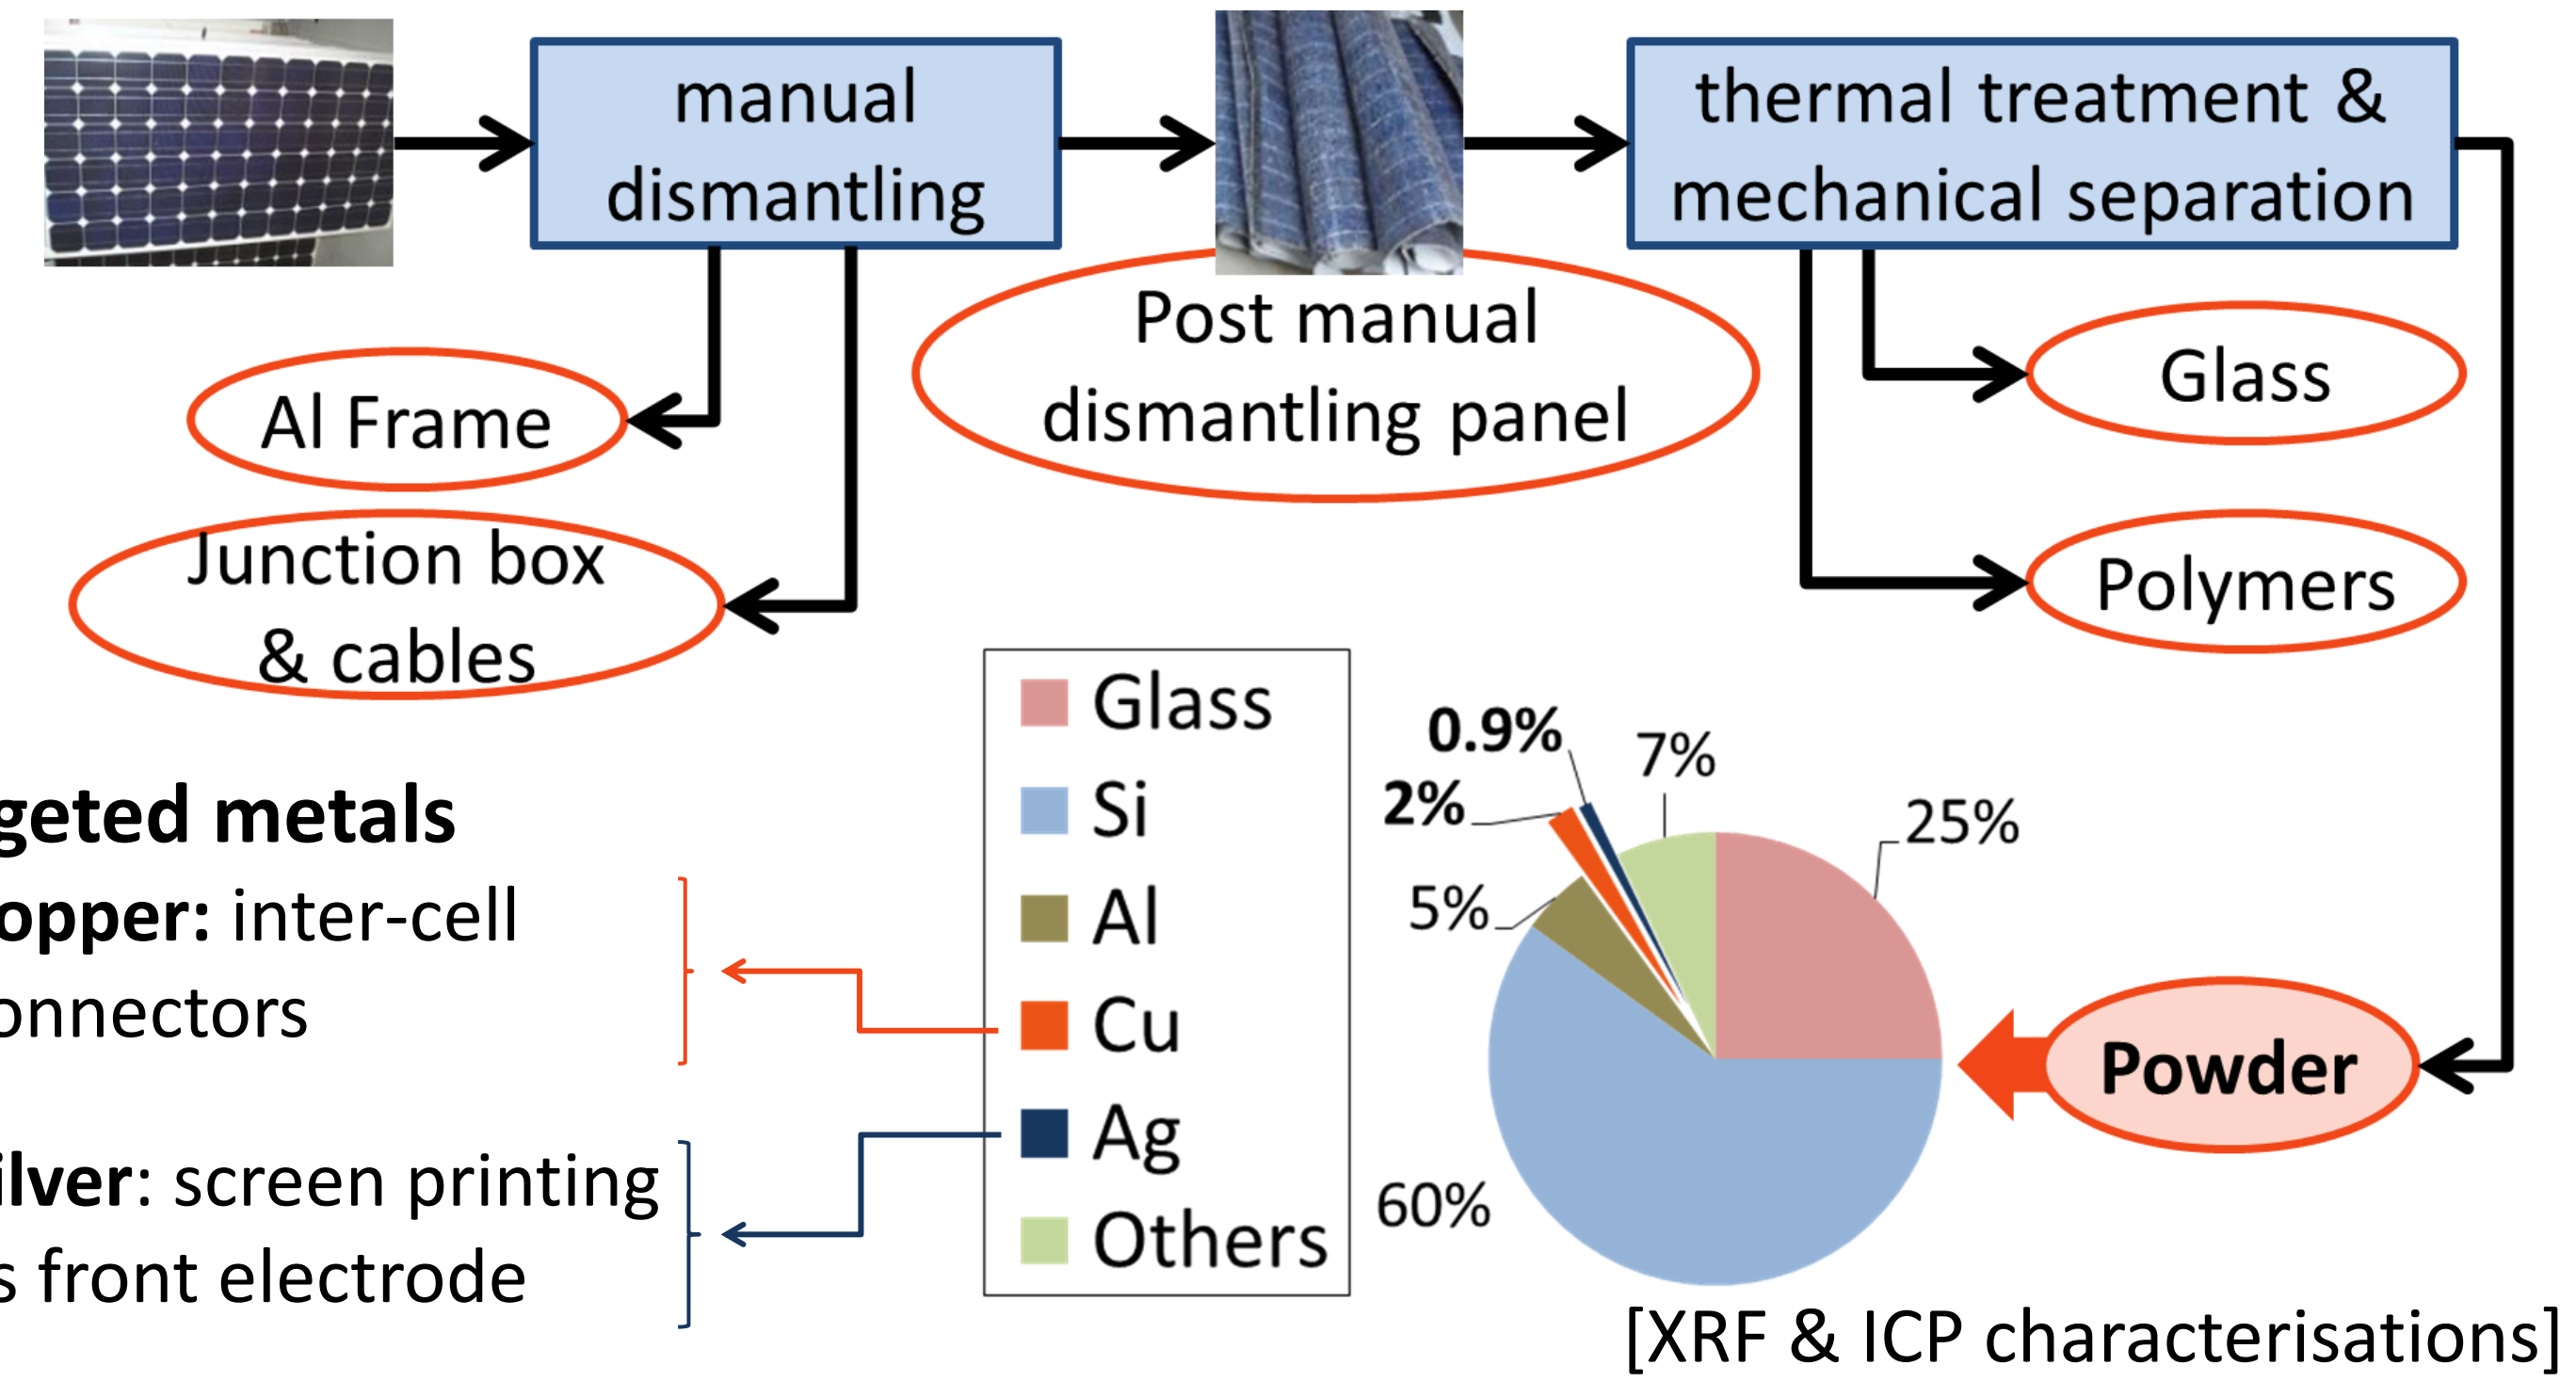 manual
dismantling
thermal treatment &
mechanical separation
Post manual
dismantling panel
Al Frame
Junction box
& cables
Glass
Polymers
Powder
geted metals
opper: inter-cell
onnectors
ilver: screen printing
s front electrode
Glass
Si
Al
Cu
Ag
Others
0.9%
7%
2%
25%
5%
60%
[XRF & ICP characterisations]